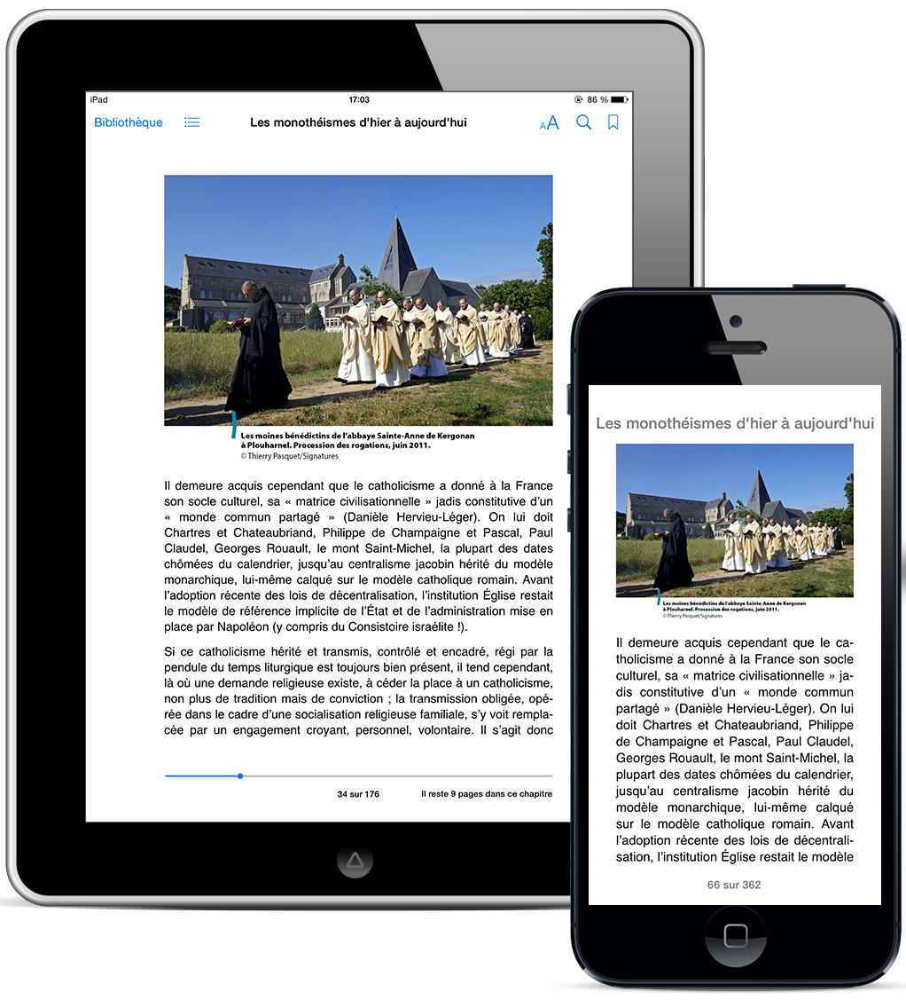 iPad
17:03
86 %
Bibliothèque
Les monothéismes d'hier à aujourd'hui
AA
Les moines bénédictins de l'abbaye Sainte-Anne de Kergonan
à Plouharnel. Procession des rogations, juin 2011.
© Thierry Pasquet/Signatures
Il demeure acquis cependant que le catholicisme a donné à la France
son socle culturel, sa « matrice civilisationnelle » jadis constitutive d'un
« monde commun partagé » (Danièle Hervieu-Léger). On lui doit
Chartres et Chateaubriand, Philippe de Champaigne et Pascal, Paul
Claudel, Georges Rouault, le mont Saint-Michel, la plupart des dates
chômées du calendrier, jusqu'au centralisme jacobin hérité du modèle
monarchique, lui-même calqué sur le modèle catholique romain. Avant
l'adoption récente des lois de décentralisation, l'institution Église restait
le modèle de référence implicite de l'État et de l'administration mise en
place par Napoléon (y compris du Consistoire israélite !).
Si ce catholicisme hérité et transmis, contrôlé et encadré, régi par la
pendule du temps liturgique est toujours bien présent, il tend cependant,
là où une demande religieuse existe, à céder la place à un catholicisme,
non plus de tradition mais de conviction ; la transmission obligée, opé-
rée dans le cadre d'une socialisation religieuse familiale, s'y voit rempla-
cée par un engagement croyant, personnel, volontaire. Il s'agit donc
34 sur 176
Il reste 9 pages dans ce chapitre
Les monothéismes d'hier à aujourd'hui
Les moines bénédictins de l'abbaye Sainte-Anne de Kergonan
à Plouharnel. Procession des rogations, juin 2011.
© Thierry Pasquet/Signatures
Il demeure acquis cependant que le ca-
tholicisme a donné à la France son socle
culturel, sa « matrice civilisationnelle » ja-
dis constitutive d'un « monde commun
partagé » (Danièle Hervieu-Léger). On lui
doit Chartres et Chateaubriand, Philippe
de Champaigne et Pascal, Paul Claudel,
Georges Rouault, le mont Saint-Michel, la
plupart des dates chômées du calendrier,
jusqu'au centralisme jacobin hérité du
modèle monarchique, lui-même calqué
sur le modèle catholique romain. Avant
l'adoption récente des lois de décentrali-
sation, l'institution Église restait le modèle
66 sur 362